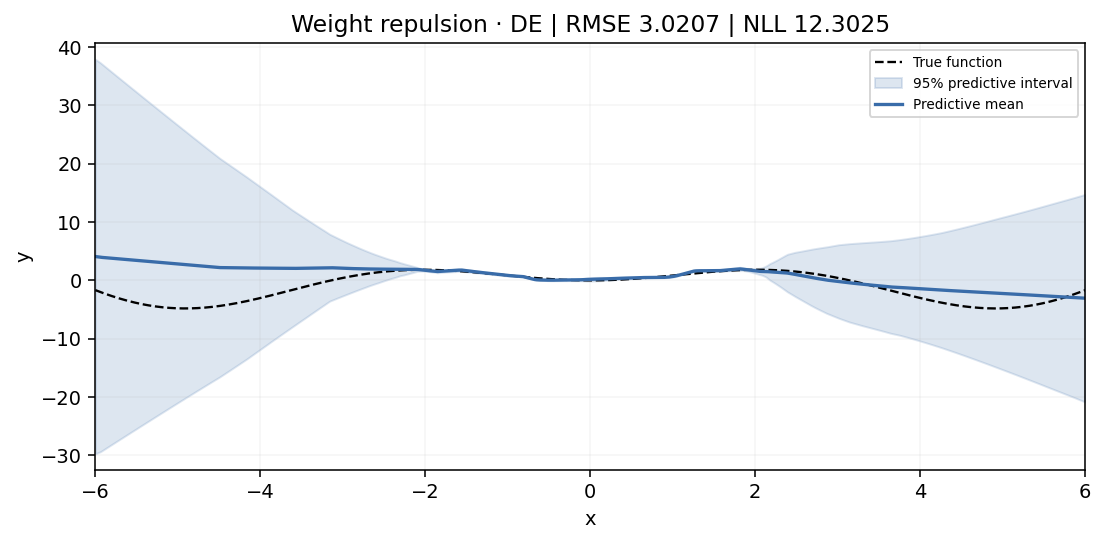 Weight repulsion · DE | RMSE 3.0207 | NLL 12.3025
True function
95% predictive interval
Predictive mean
40
30
20
10
0
−10
−20
−30
y
−6
−4
−2
0
2
4
6
x